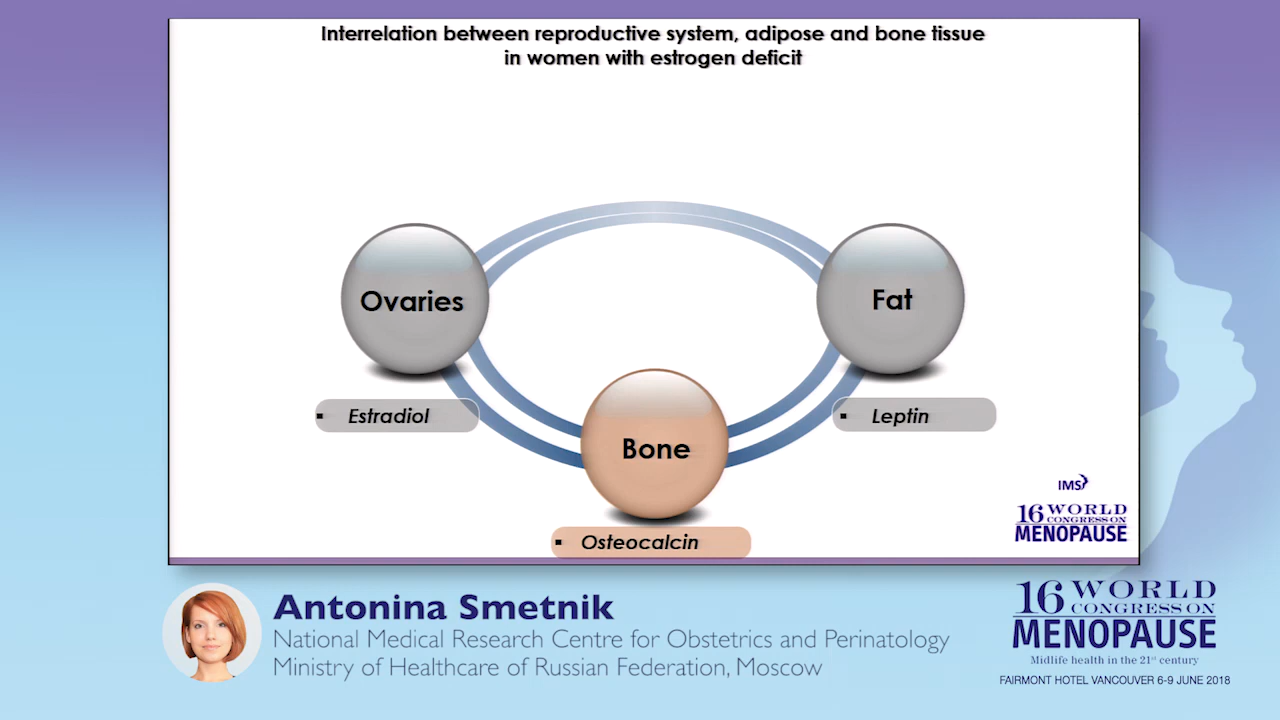 Interrelation between reproductive system, adipose and bone tissue
in women with estrogen deficit
Ovaries
Fat
▪ Estradiol
▪ Leptin
Bone
▪ Osteocalcin
IMS
16 WORLD
CONGRESS ON
MENOPAUSE
Antonina Smetnik
National Medical Research Centre for Obstetrics and Perinatology
Ministry of Healthcare of Russian Federation, Moscow
16 WORLD
CONGRESS ON
MENOPAUSE
Midlife health in the 21st century
FAIRMONT HOTEL VANCOUVER 6-9 JUNE 2018